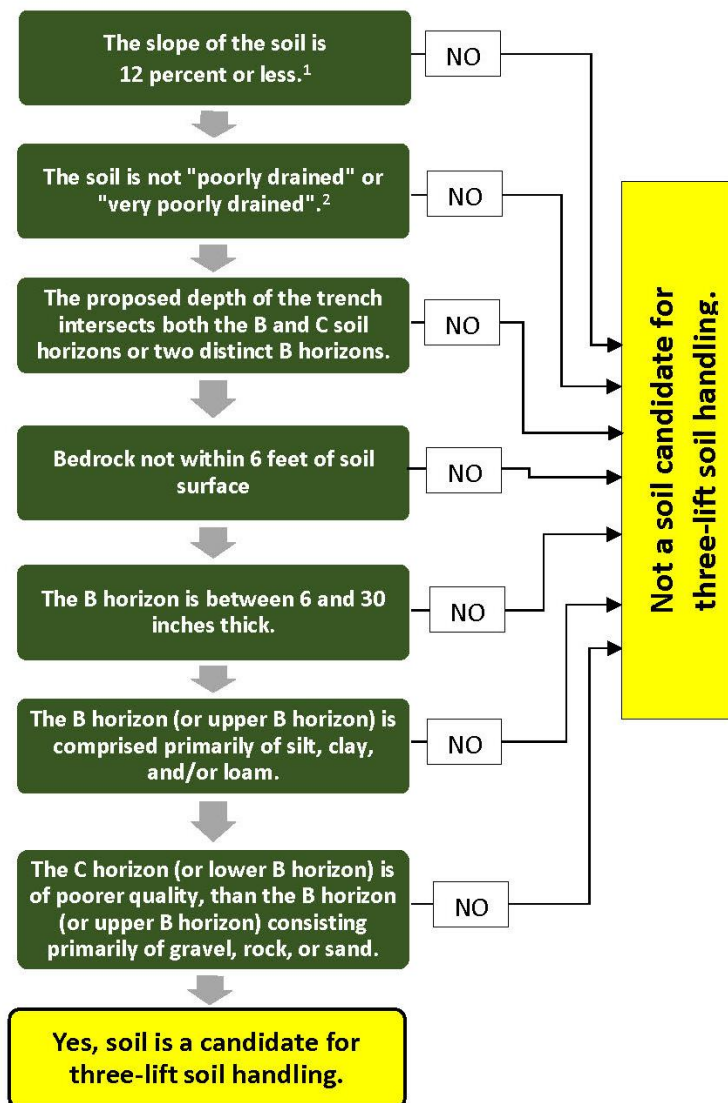 The slope of the soil is
12 percent or less.¹
NO
The soil is not "poorly drained" or
"very poorly drained".²
NO
The proposed depth of the trench
intersects both the B and C soil
horizons or two distinct B horizons.
NO
Bedrock not within 6 feet of soil
surface
NO
The B horizon is between 6 and 30
inches thick.
NO
The B horizon (or upper B horizon) is
comprised primarily of silt, clay,
and/or loam.
NO
The C horizon (or lower B horizon) is
of poorer quality, than the B horizon
(or upper B horizon) consisting
primarily of gravel, rock, or sand.
NO
Yes, soil is a candidate for
three-lift soil handling.
Not a soil candidate for
three-lift soil handling.